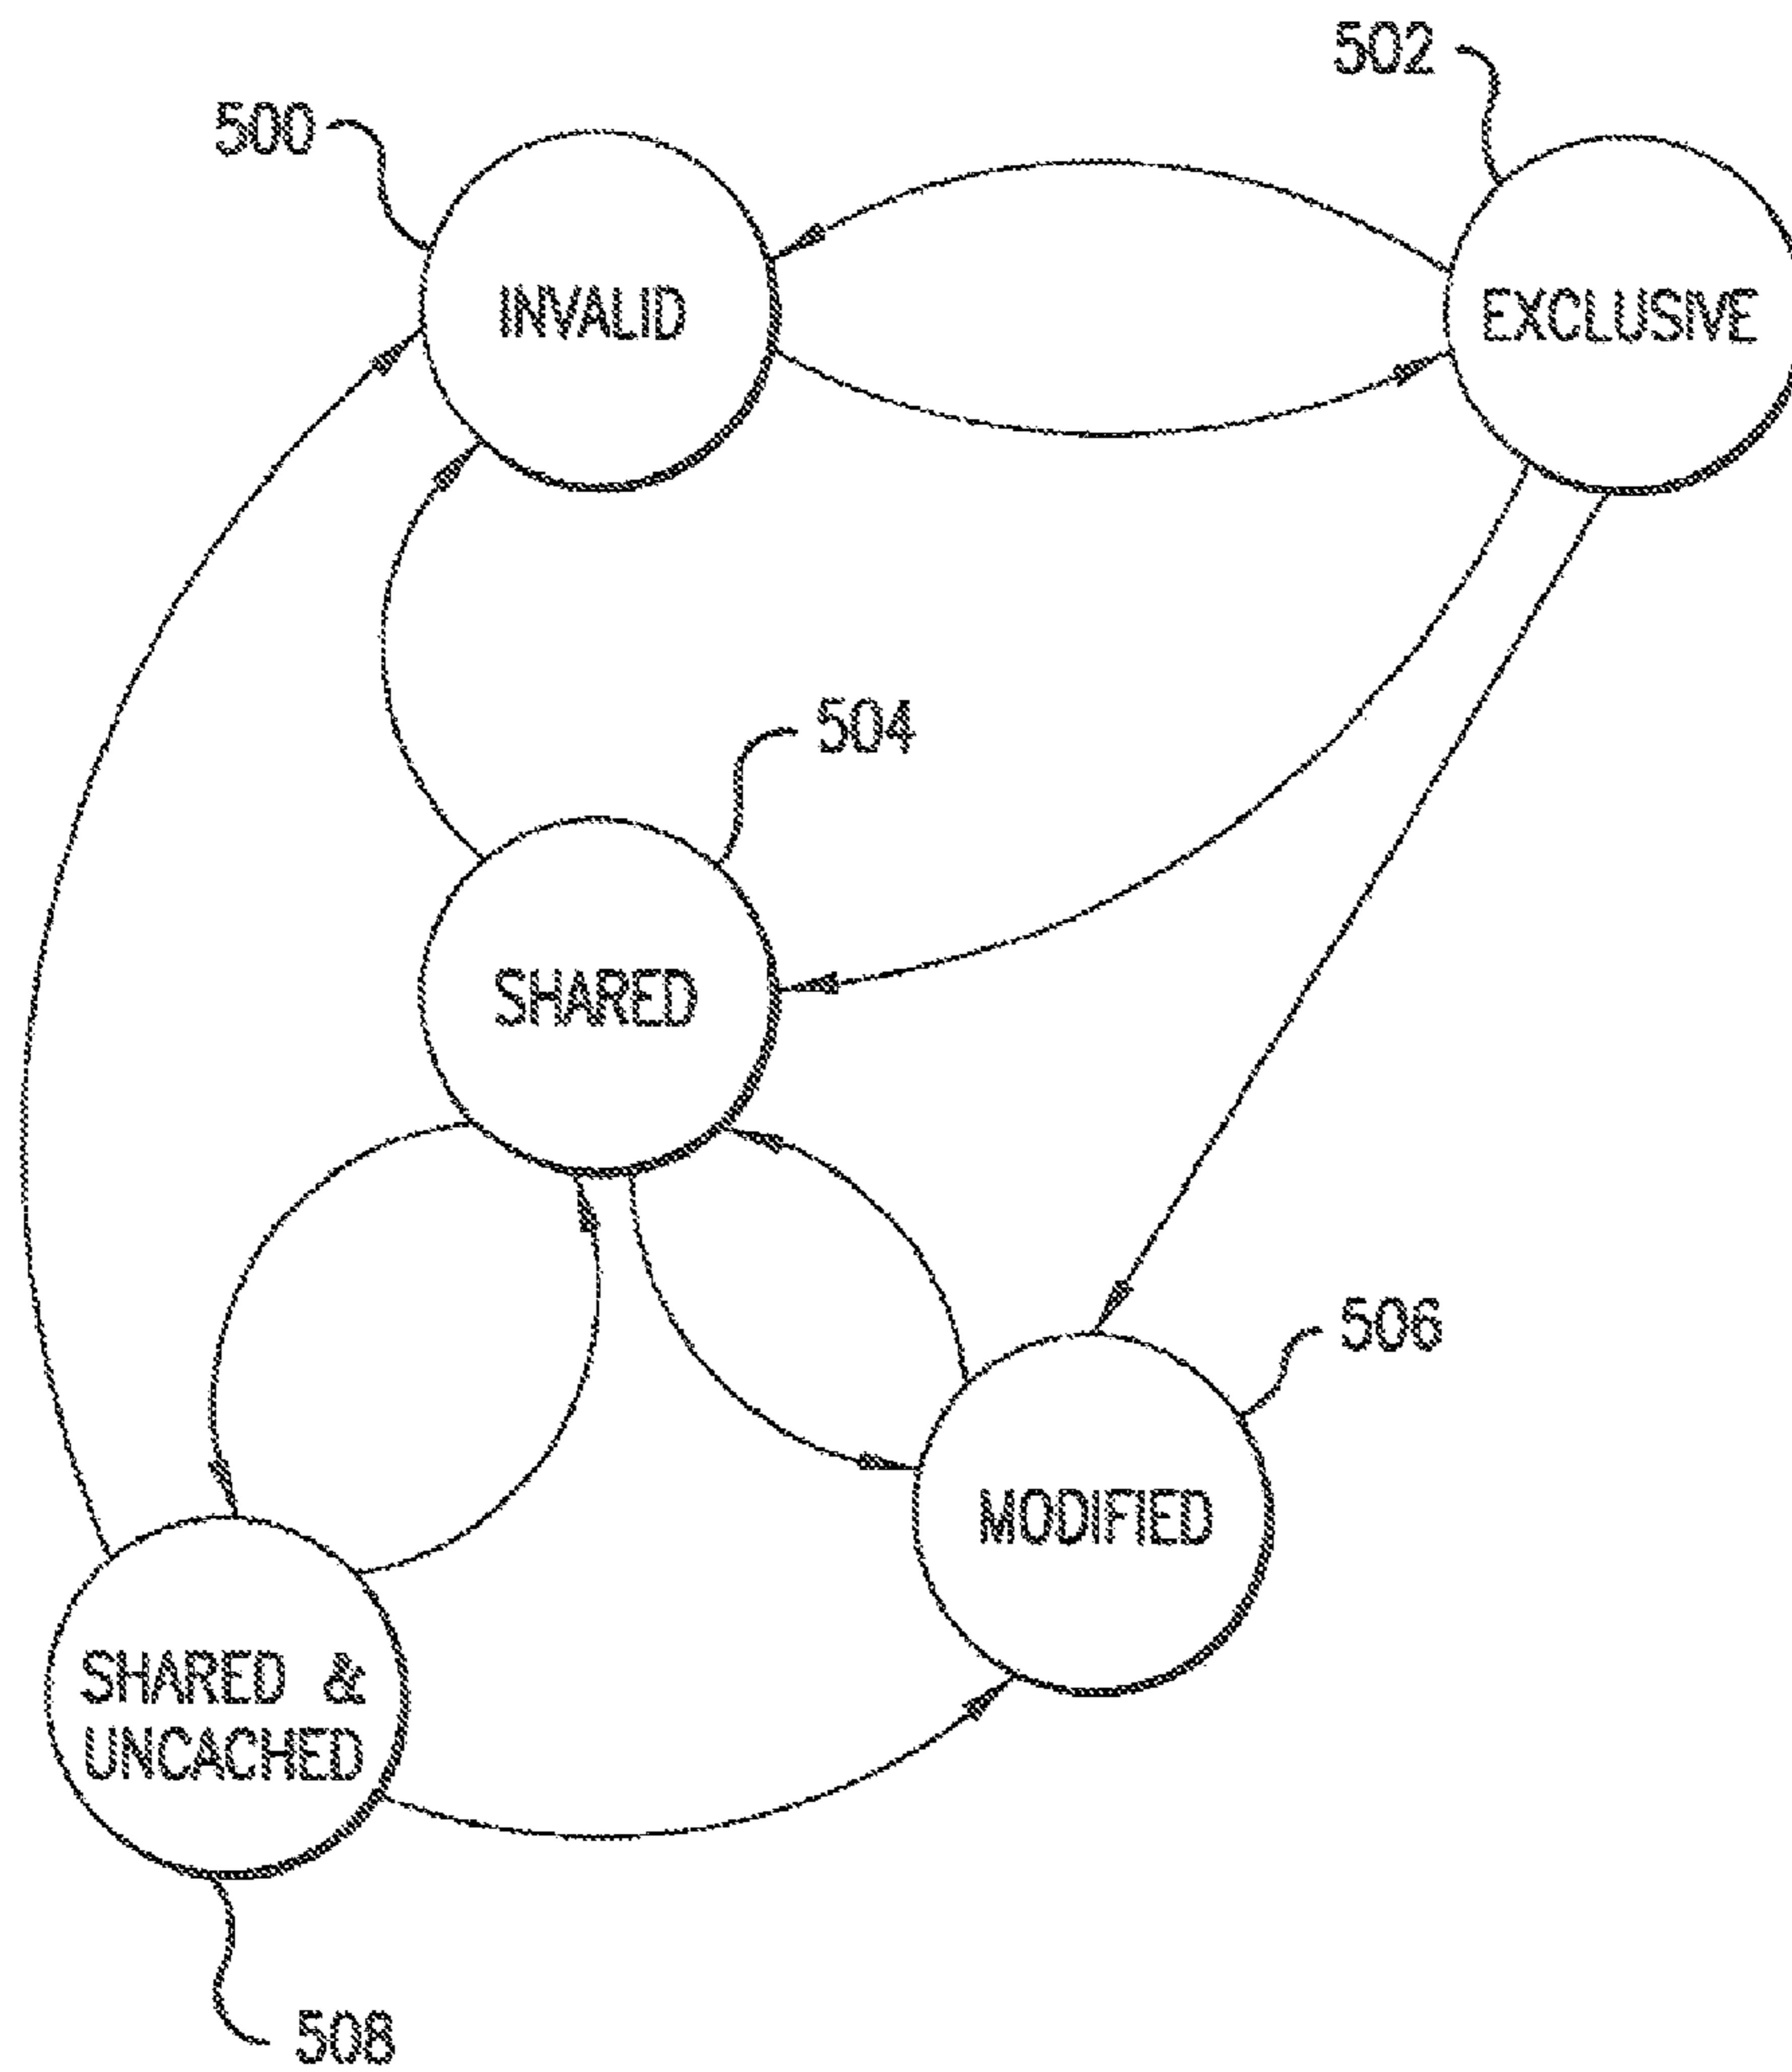 502
500
INVALID
EXCLUSIVE
504
SHARED
506
MODIFIED
SHARED &
UNCACHED
508